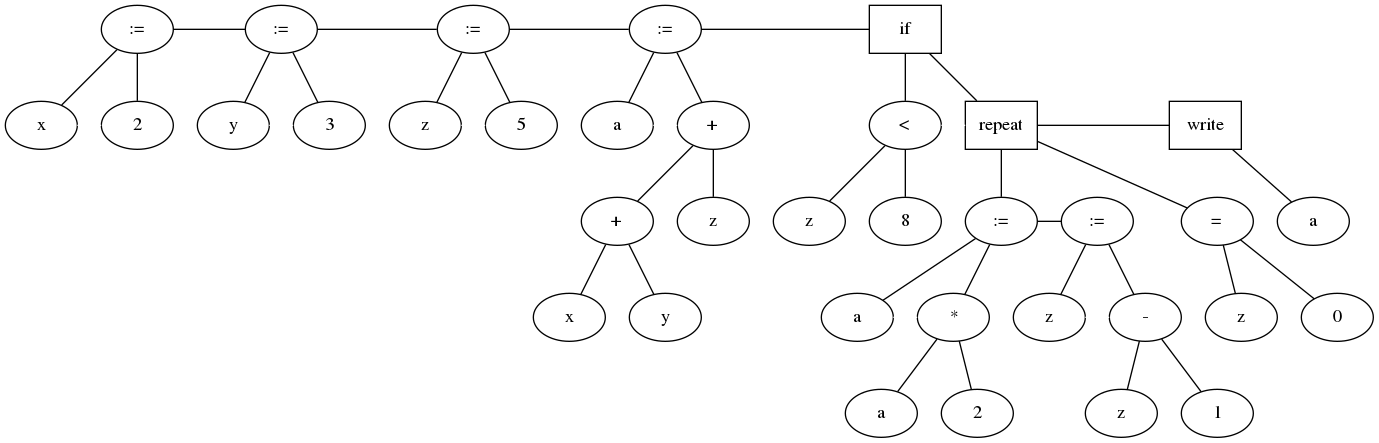 := := := := if
x 2 y 3 z 5 a + < repeat write
+ z z 8 := := = a
x y a * z - z 0
a 2 z 1